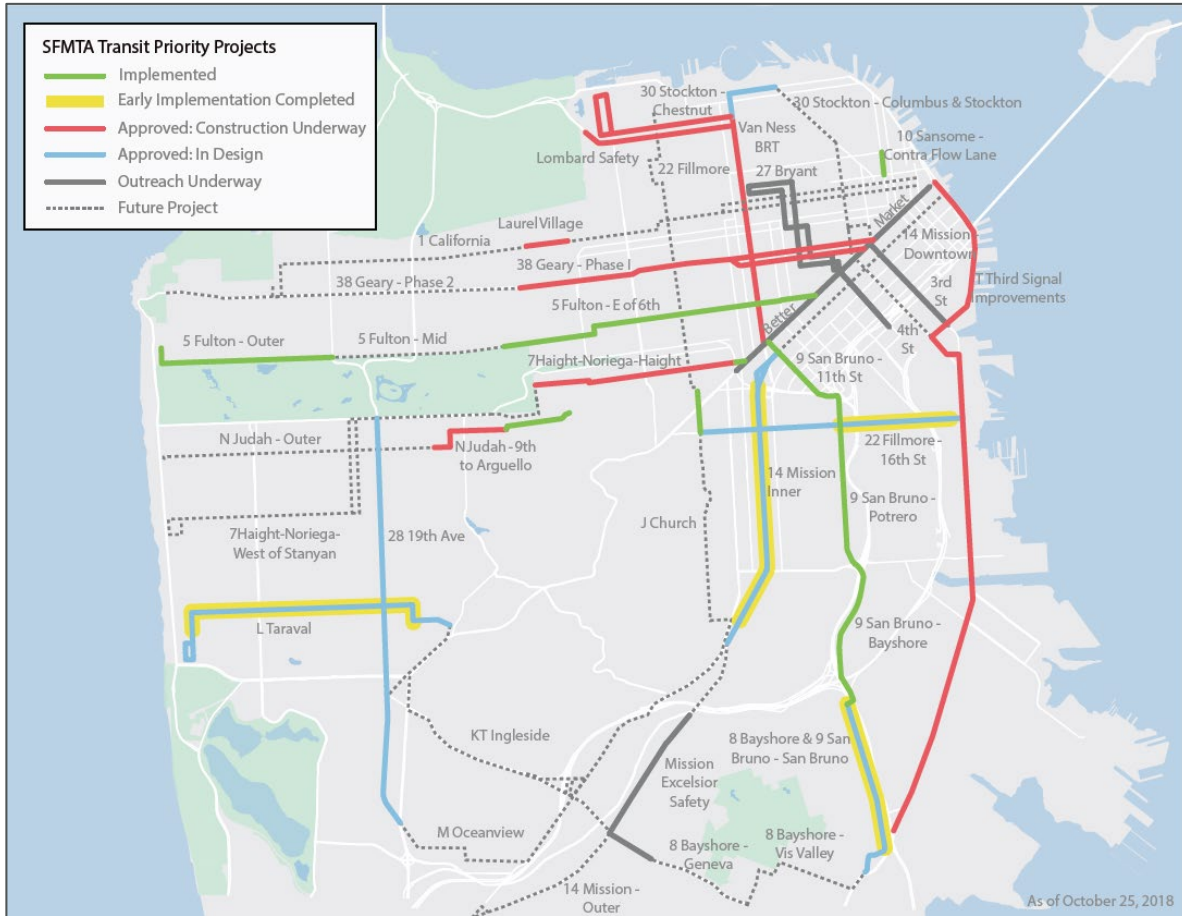 SFMTA Transit Priority Projects
Implemented
Early Implementation Completed
Approved: Construction Underway
Approved: In Design
Outreach Underway
Future Project
30 Stockton -
Chestnut
30 Stockton - Columbus & Stockton
Van Ness
BRT
10 Sansome -
Contra Flow Lane
Lombard Safety
22 Fillmore
27 Bryant
Laurel Village
1 California
Market
14 Mission -
Downtown
38 Geary - Phase I
38 Geary - Phase 2
3rd
St
T Third Signal
Improvements
5 Fulton - E of 6th
5 Fulton - Outer
5 Fulton - Mid
Better
4th
St
7Haight-Noriega-Haight
9 San Bruno -
11th St
N Judah - Outer
N Judah - 9th
to Arguello
22 Fillmore -
16th St
14 Mission
Inner
9 San Bruno -
Potrero
J Church
7Haight-Noriega-
West of Stanyan
28 19th Ave
L Taraval
9 San Bruno -
Bayshore
KT Ingleside
8 Bayshore & 9 San
Bruno - San Bruno
Mission
Excelsior
Safety
M Oceanview
8 Bayshore -
Geneva
8 Bayshore -
Vis Valley
14 Mission -
Outer
As of October 25, 2018